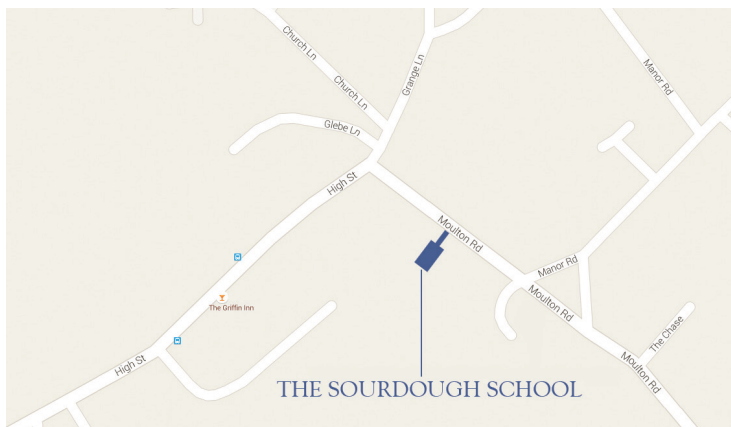 Church Ln
Church Ln
Grange Ln
Manor Rd
Glebe Ln
High St
Moulton Rd
Manor Rd
Moulton Rd
The Griffin Inn
The Chase
High St
Moulton Rd
THE SOURDOUGH SCHOOL